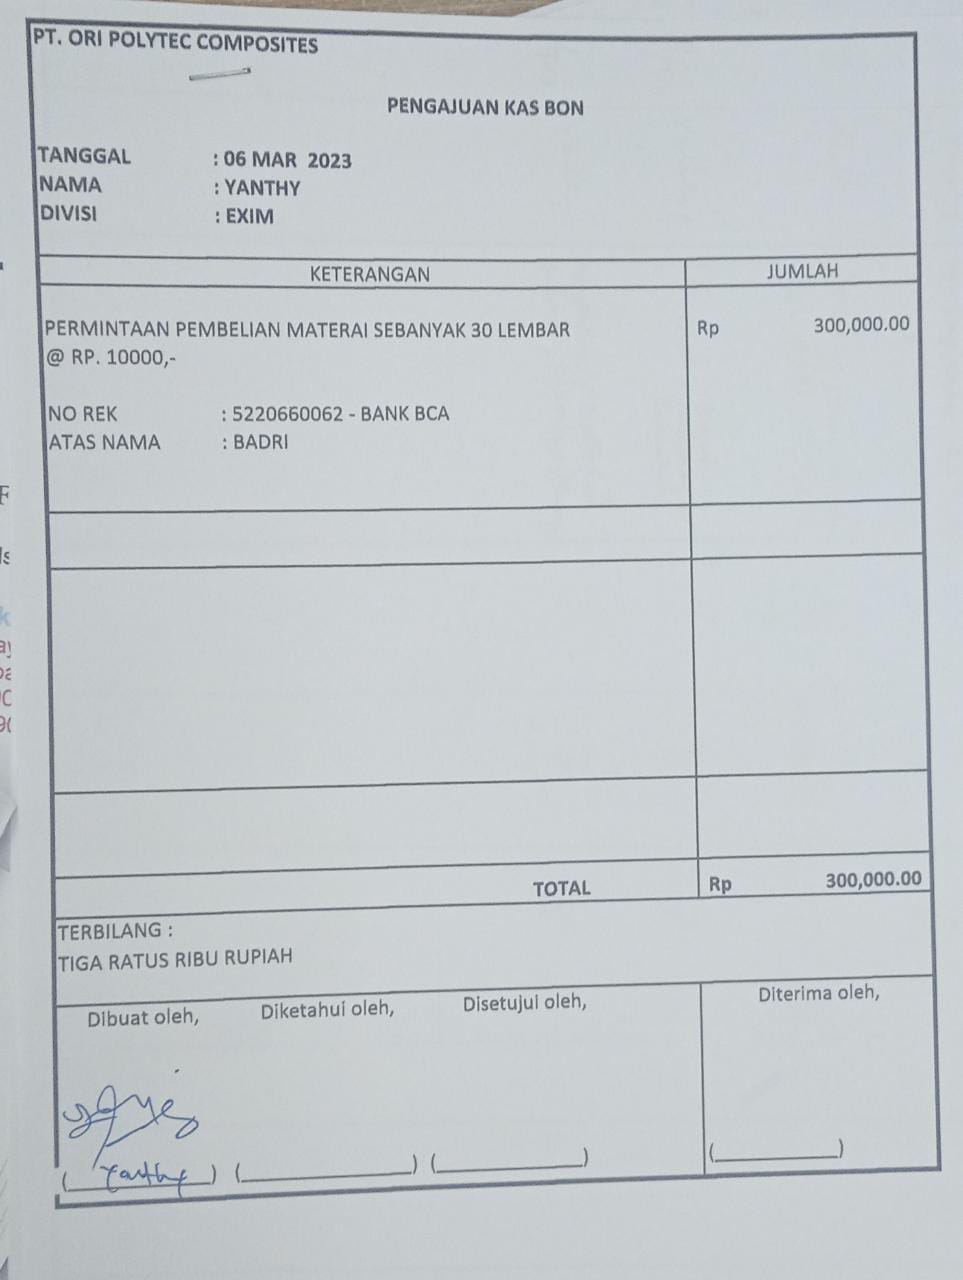 PT. ORI POLYTEC COMPOSITES
PENGAJUAN KAS BON
TANGGAL : 06 MAR 2023
NAMA : YANTHY
DIVISI : EXIM
KETERANGAN JUMLAH
PERMINTAAN PEMBELIAN MATERAI SEBANYAK 30 LEMBAR Rp 300,000.00
@ RP. 10000,-
NO REK : 5220660062 - BANK BCA
ATAS NAMA : BADRI
TOTAL Rp 300,000.00
TERBILANG :
TIGA RATUS RIBU RUPIAH
Dibuat oleh, Diketahui oleh, Disetujui oleh, Diterima oleh,
( Yanthy ) ( ) ( ) ( )